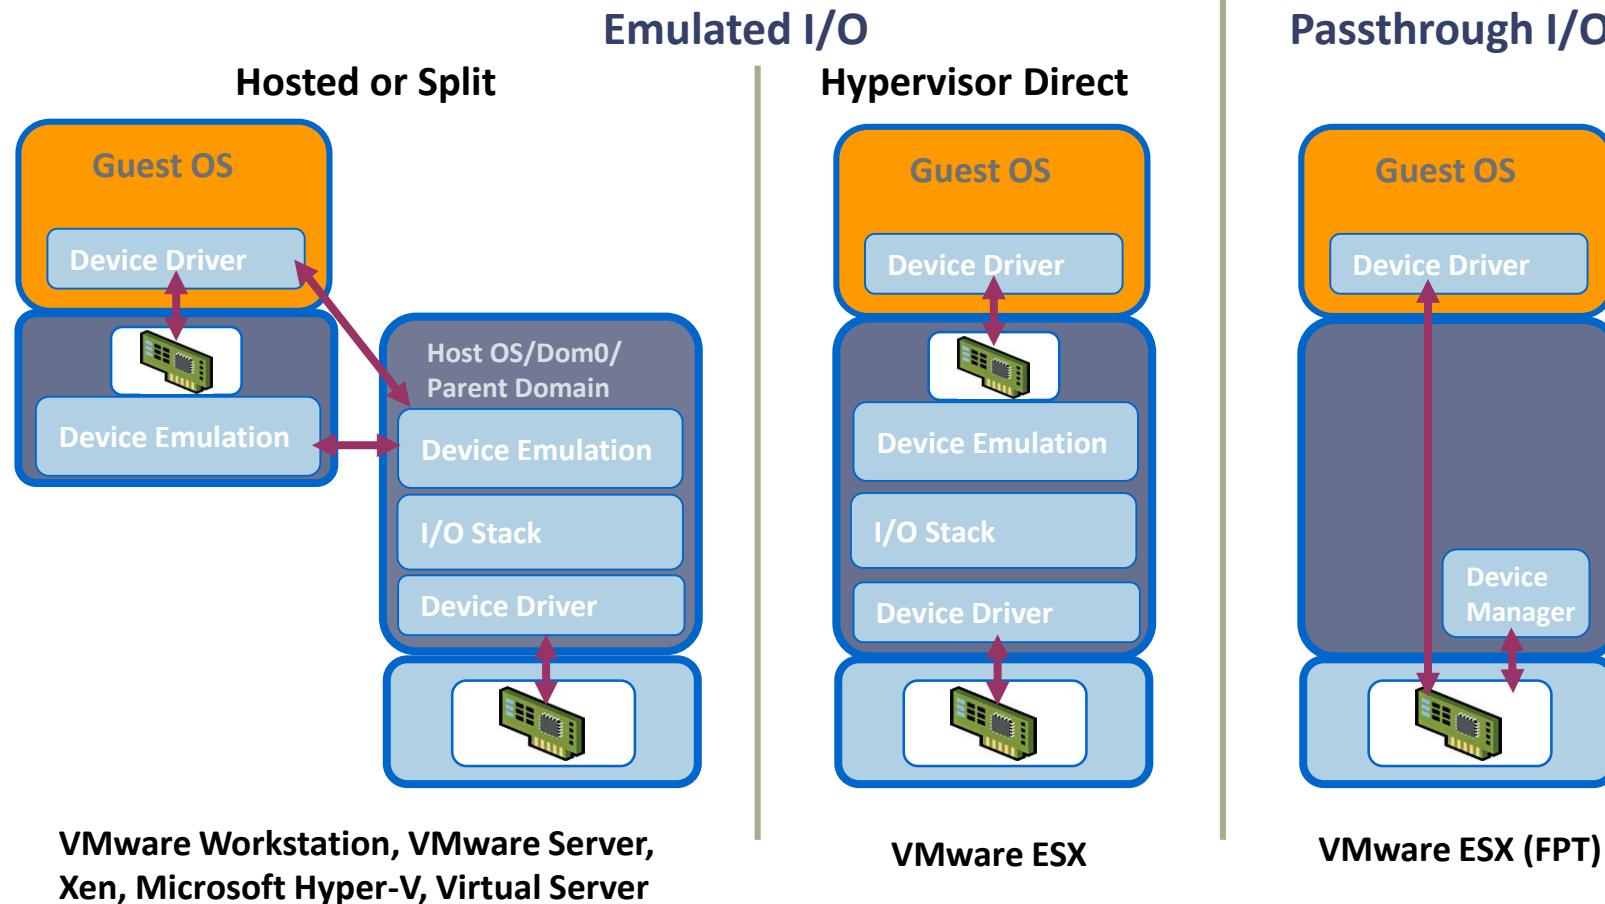 Emulated I/O
Passthrough I/O
Hosted or Split
Hypervisor Direct
Guest OS
Device Driver
Device Emulation
Host OS/Dom0/
Parent Domain
Device Emulation
I/O Stack
Device Driver
VMware Workstation, VMware Server,
Xen, Microsoft Hyper-V, Virtual Server
Guest OS
Device Driver
Device Emulation
I/O Stack
Device Driver
VMware ESX
Guest OS
Device Driver
Device
Manager
VMware ESX (FPT)